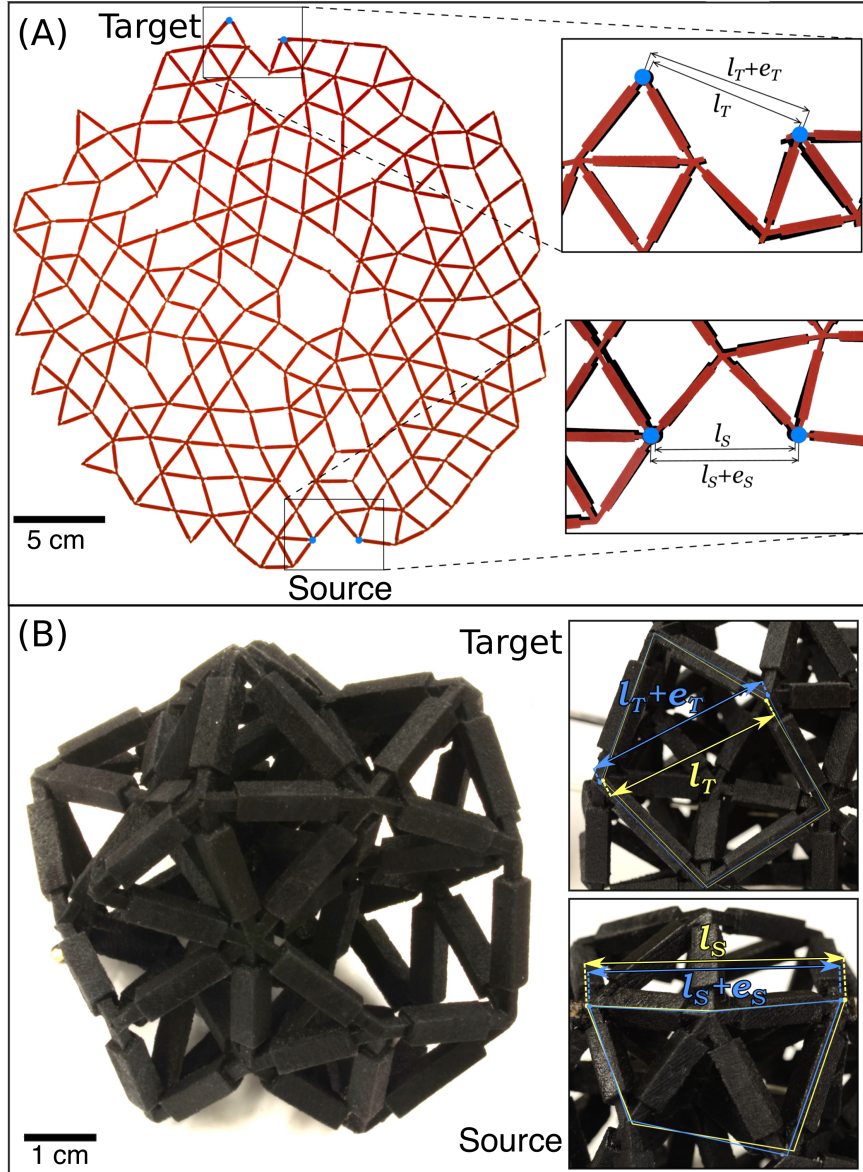 (A)
Target
l_T+e_T
l_T
l_S
l_S+e_S
5 cm
Source
(B)
Target
l_T+e_T
l_T
l_S
l_S+e_S
1 cm
Source